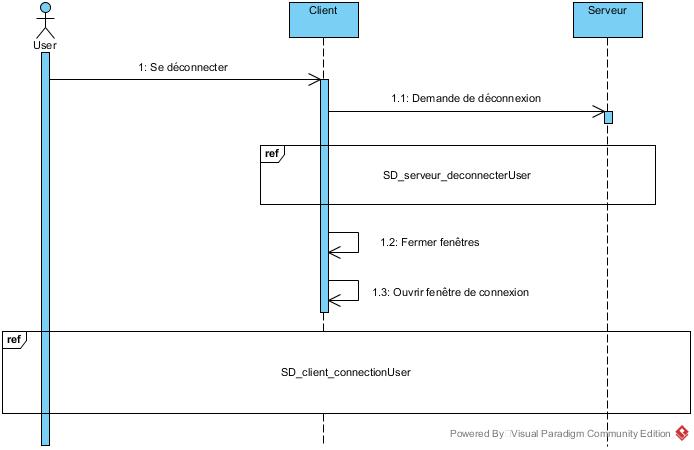 Client
Serveur
User
1: Se déconnecter
1.1: Demande de déconnexion
ref
SD_serveur_deconnecterUser
1.2: Fermer fenêtres
1.3: Ouvrir fenêtre de connexion
ref
SD_client_connectionUser
Powered By Visual Paradigm Community Edition